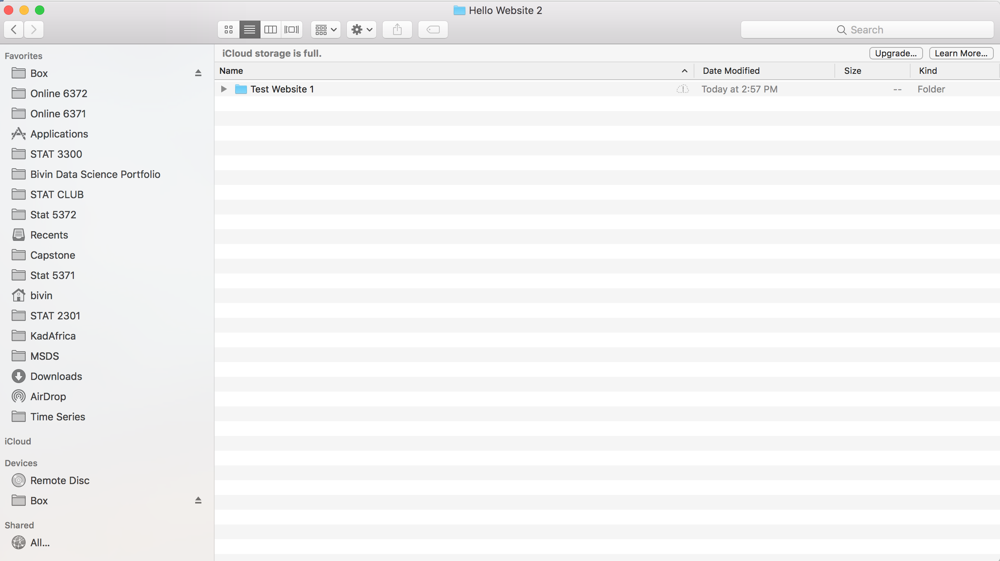 Hello Website 2
Search
Favorites
Box
Online 6372
Online 6371
Applications
STAT 3300
Bivin Data Science Portfolio
STAT CLUB
Stat 5372
Recents
Capstone
Stat 5371
bivin
STAT 2301
KadAfrica
MSDS
Downloads
AirDrop
Time Series
iCloud
Devices
Remote Disc
Box
Shared
All...
iCloud storage is full. Upgrade... Learn More...
Name Date Modified Size Kind
Test Website 1 Today at 2:57 PM -- Folder